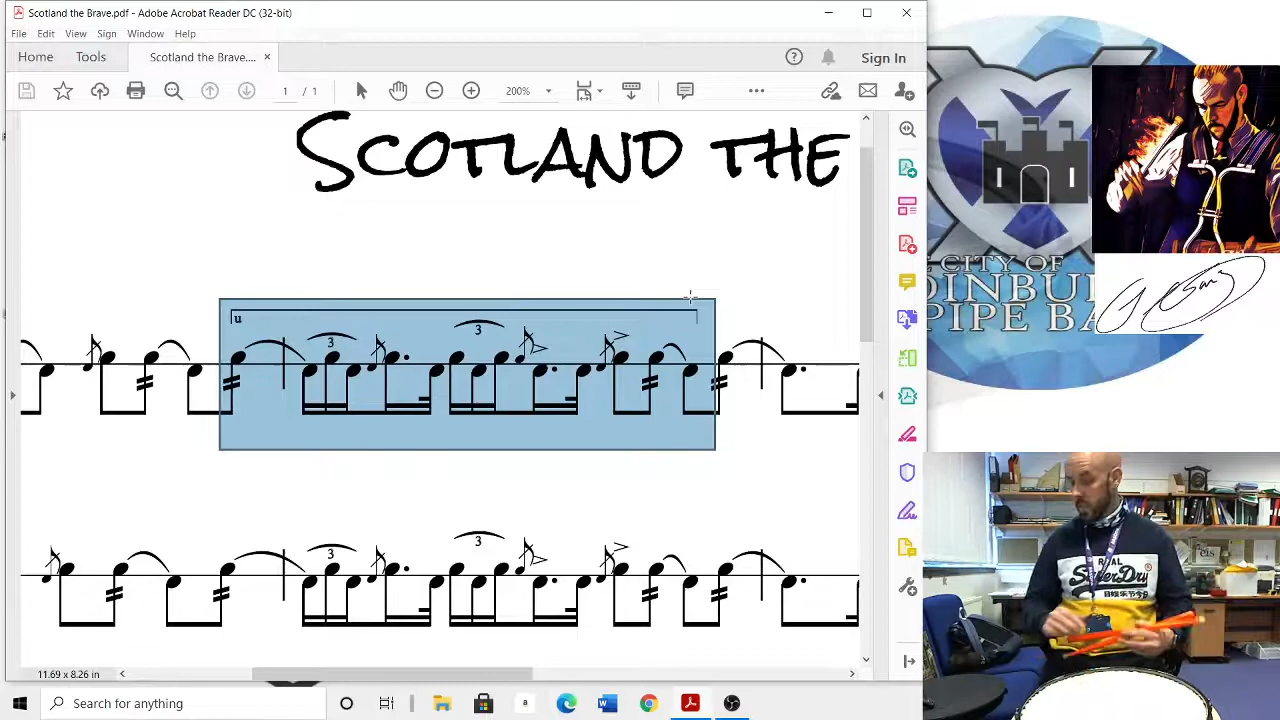 Scotland the Brave.pdf - Adobe Acrobat Reader DC (32-bit)
File Edit View Sign Window Help
Home Tools Scotland the Brave.... × Sign In
1 / 1 200%
SCOTLAND THE
CITY OF
PIPE BA
u
3 3
3 3
REAL
SuperDry
11.69 x 8.26 in
Search for anything